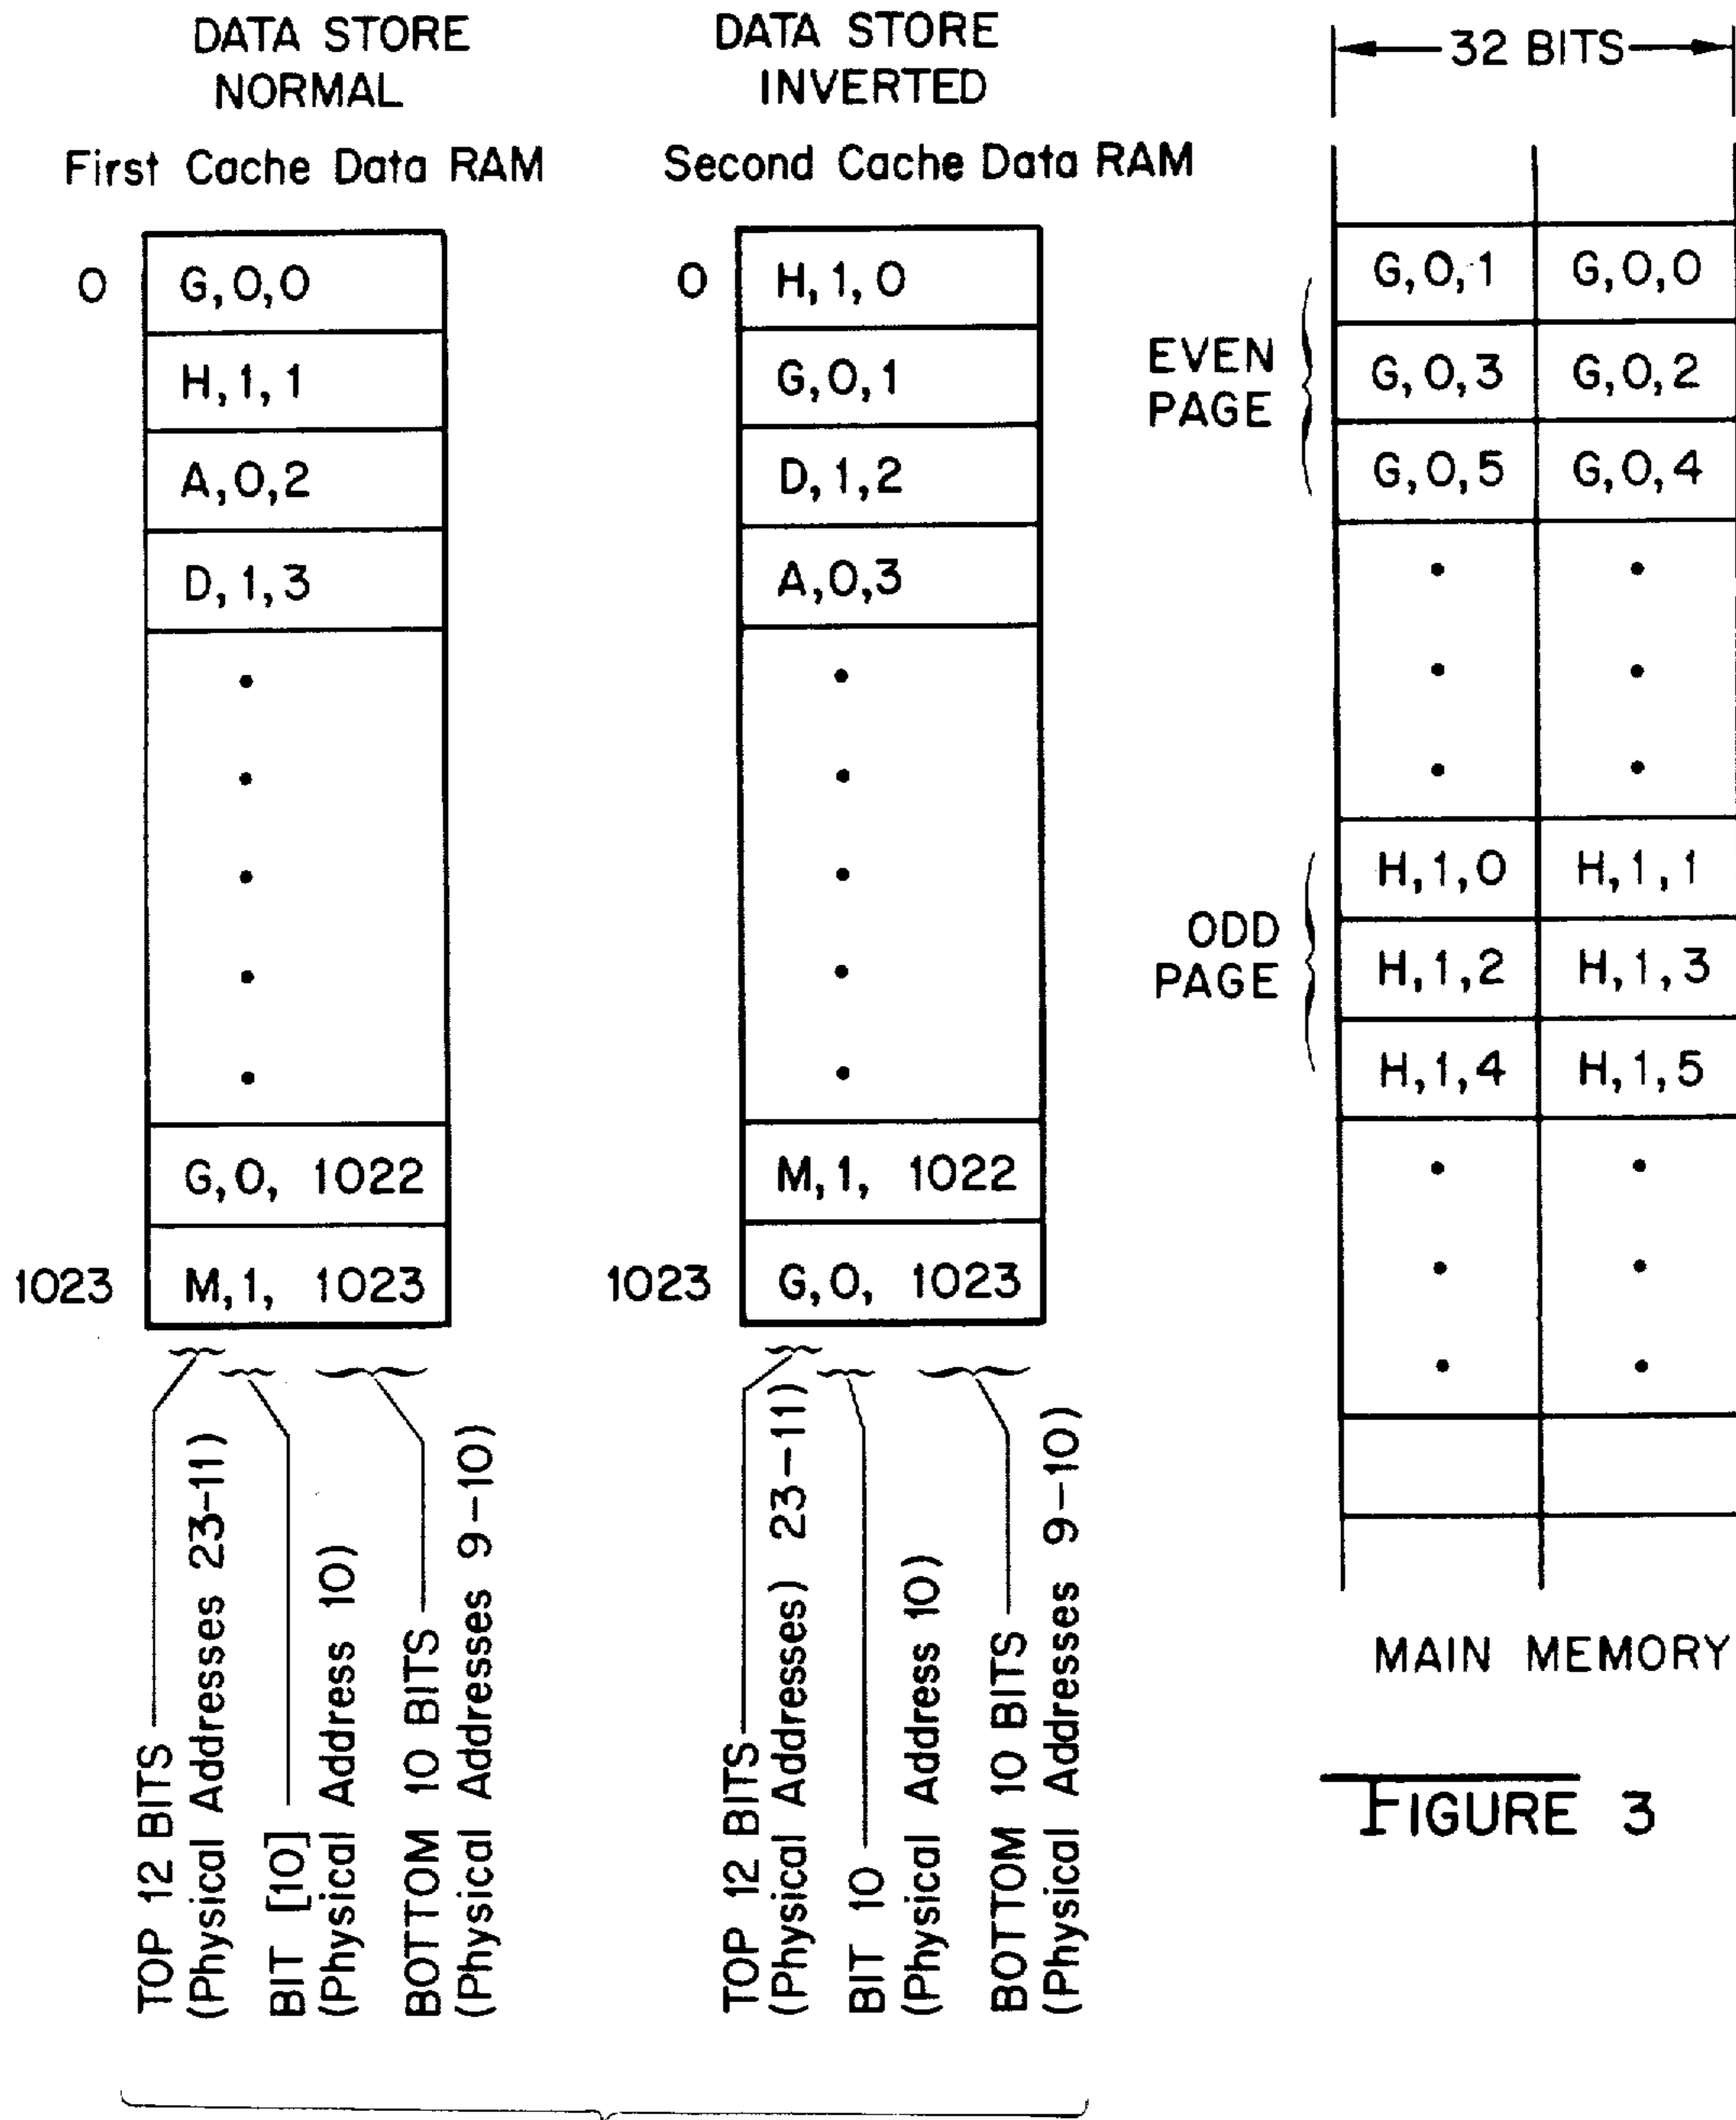 DATA STORE
NORMAL
First Cache Data RAM
0
G,0,0
H,1,1
A,0,2
D,1,3
G,0, 1022
1023
M,1, 1023
TOP 12 BITS
(Physical Addresses 23-11)
BIT [10]
(Physical Address 10)
BOTTOM 10 BITS
(Physical Addresses 9-10)
DATA STORE
INVERTED
Second Cache Data RAM
0
H,1,0
G,0,1
D,1,2
A,0,3
M,1, 1022
1023
G,0, 1023
TOP 12 BITS
(Physical Addresses) 23-11)
BIT 10
(Physical Address 10)
BOTTOM 10 BITS
(Physical Addresses 9-10)
32 BITS
EVEN
PAGE
G,0,1 G,0,0
G,0,3 G,0,2
G,0,5 G,0,4
ODD
PAGE
H,1,0 H,1,1
H,1,2 H,1,3
H,1,4 H,1,5
MAIN MEMORY
FIGURE 3